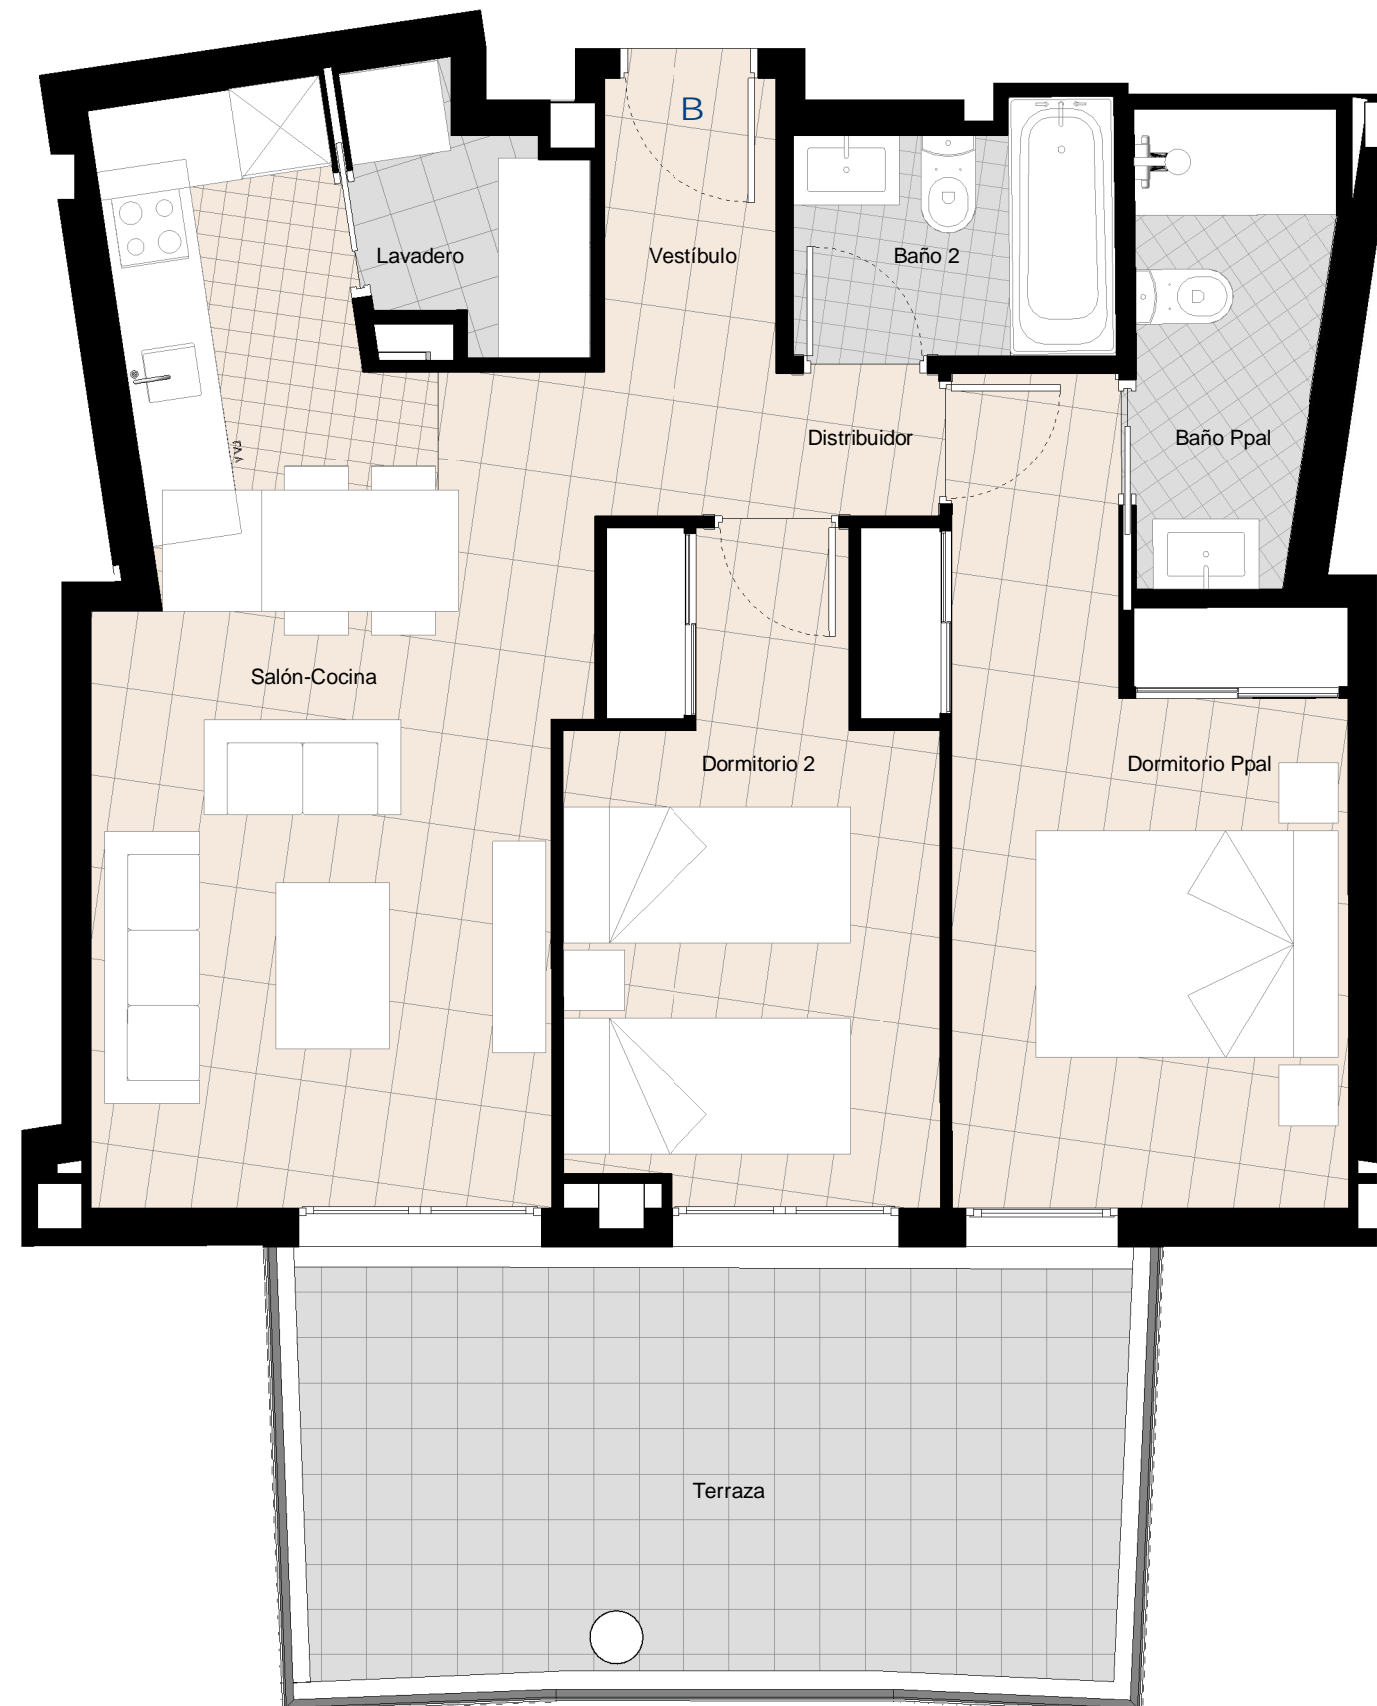 B
Lavadero
Vestíbulo
Baño 2
Distribuidor
Baño Ppal
Salón-Cocina
Dormitorio 2
Dormitorio Ppal
Terraza